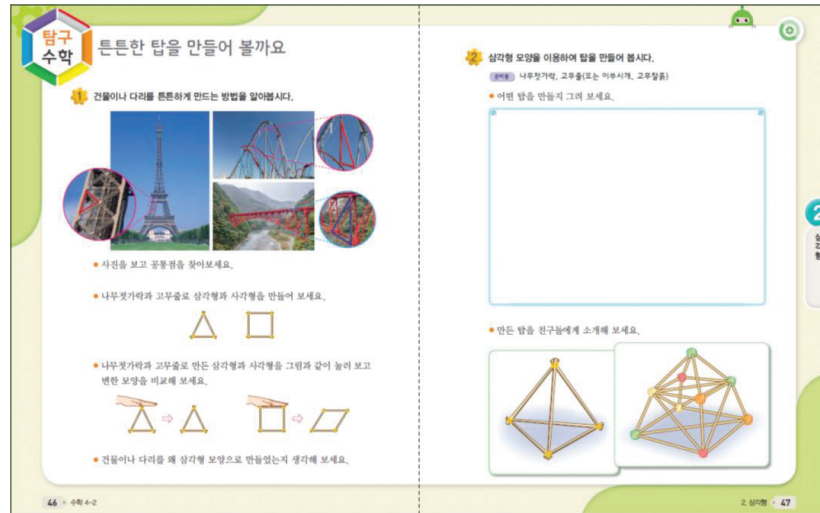 탐구
수학
튼튼한 탑을 만들어 볼까요
1 건물이나 다리를 튼튼하게 만드는 방법을 알아봅시다.
사진을 보고 공통점을 찾아보세요.
나무젓가락과 고무줄로 삼각형과 사각형을 만들어 보세요.
나무젓가락과 고무줄로 만든 삼각형과 사각형을 그림과 같이 눌러 보고
변한 모양을 비교해 보세요.
건물이나 다리를 왜 삼각형 모양으로 만들었는지 생각해 보세요.
46 수학 4-2
2 삼각형 모양을 이용하여 탑을 만들어 봅시다.
준비물 나무젓가락, 고무줄(또는 이쑤시개, 고무찰흙)
어떤 탑을 만들지 그려 보세요.
만든 탑을 친구들에게 소개해 보세요.
2
삼각형
2. 삼각형 47